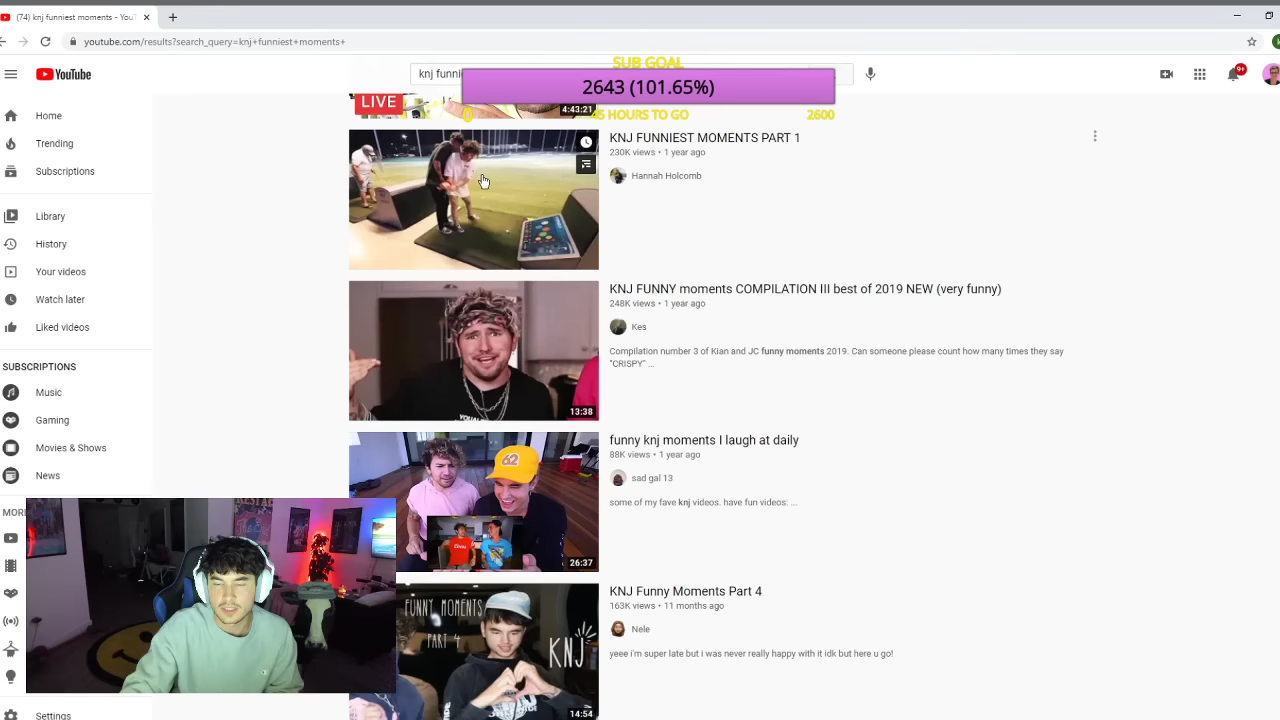 (74) knj funniest moments - You
youtube.com/results?search_query=knj+funniest+moments+
YouTube
knj funni
SUB GOAL
2643 (101.65%)
0
HOURS TO GO
2600
9+
LIVE
4:43:21
Home
Trending
Subscriptions
Library
History
Your videos
Watch later
Liked videos
SUBSCRIPTIONS
Music
Gaming
Movies & Shows
News
MORE
Settings
KNJ FUNNIEST MOMENTS PART 1
230K views • 1 year ago
Hannah Holcomb
KNJ FUNNY moments COMPILATION III best of 2019 NEW (very funny)
248K views • 1 year ago
Kes
Compilation number 3 of Kian and JC funny moments 2019. Can someone please count how many times they say
"CRISPY" ...
13:38
funny knj moments I laugh at daily
88K views • 1 year ago
sad gal 13
some of my fave knj videos. have fun videos: ...
62
26:37
KNJ Funny Moments Part 4
163K views • 11 months ago
Nele
yeee i'm super late but i was never really happy with it idk but here u go!
FUNNY MOMENTS
PART 4
KNJ
14:54